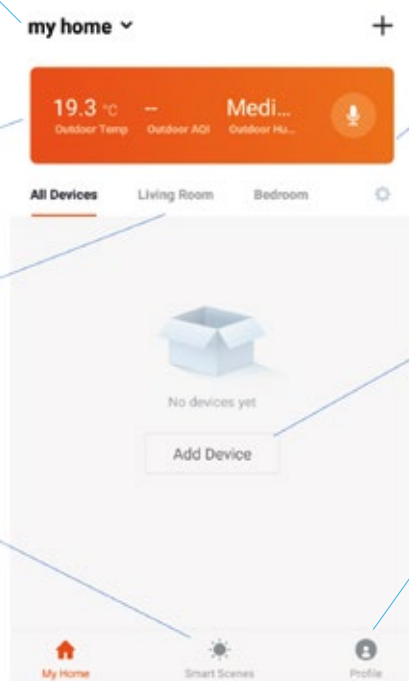 my home
19.3 °C -- Medi...
Outdoor Temp Outdoor AQI Outdoor Hu...
All Devices Living Room Bedroom
No devices yet
Add Device
My Home Smart Scenes Profile